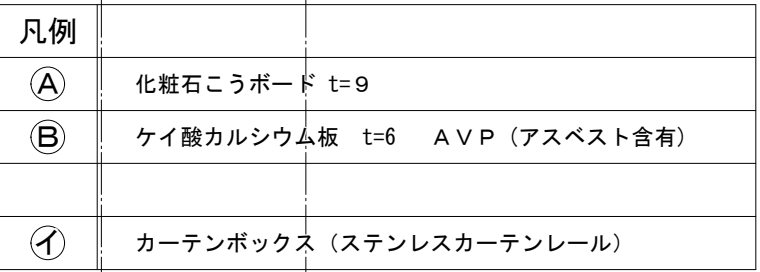 凡例
Ⓐ 化粧石こうボード t=９
Ⓑ ケイ酸カルシウム板 t=6 ＡＶＰ（アスベスト含有）
㋑ カーテンボックス（ステンレスカーテンレール）